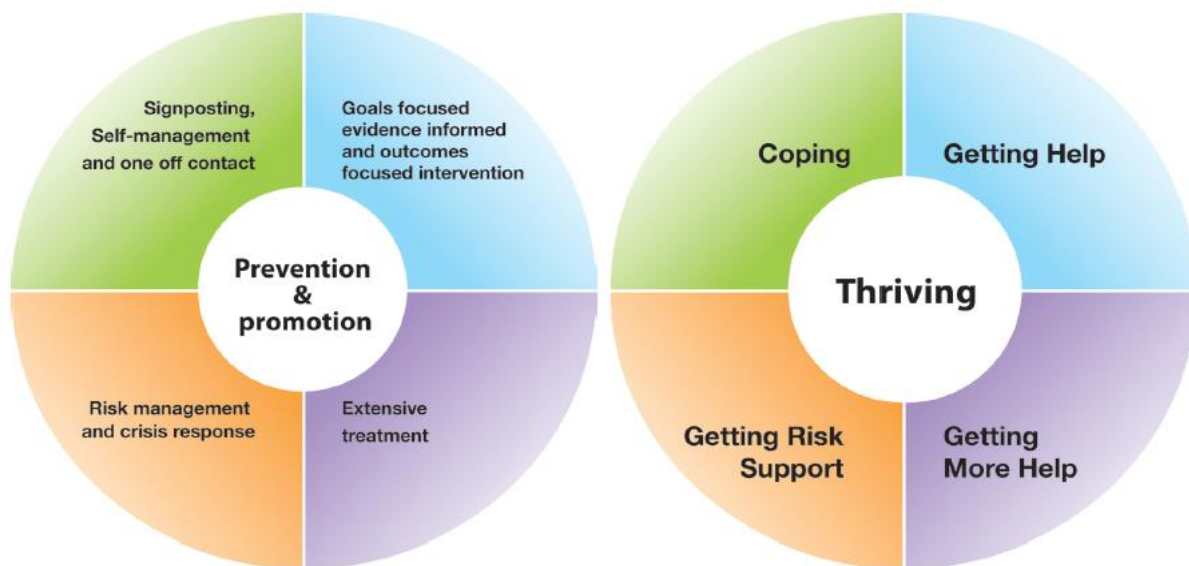 Signposting,
Self-management
and one off contact
Goals focused
evidence informed
and outcomes
focused intervention
Prevention
&
promotion
Risk management
and crisis response
Extensive
treatment
Coping
Getting Help
Thriving
Getting Risk
Support
Getting
More Help